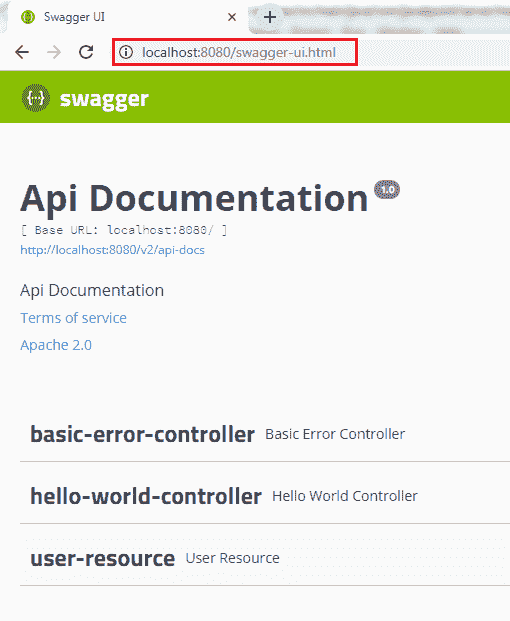 Swagger UI
localhost:8080/swagger-ui.html
{...} swagger
Api Documentation 1.0
[ Base URL: localhost:8080/ ]
http://localhost:8080/v2/api-docs
Api Documentation
Terms of service
Apache 2.0
basic-error-controller Basic Error Controller
hello-world-controller Hello World Controller
user-resource User Resource